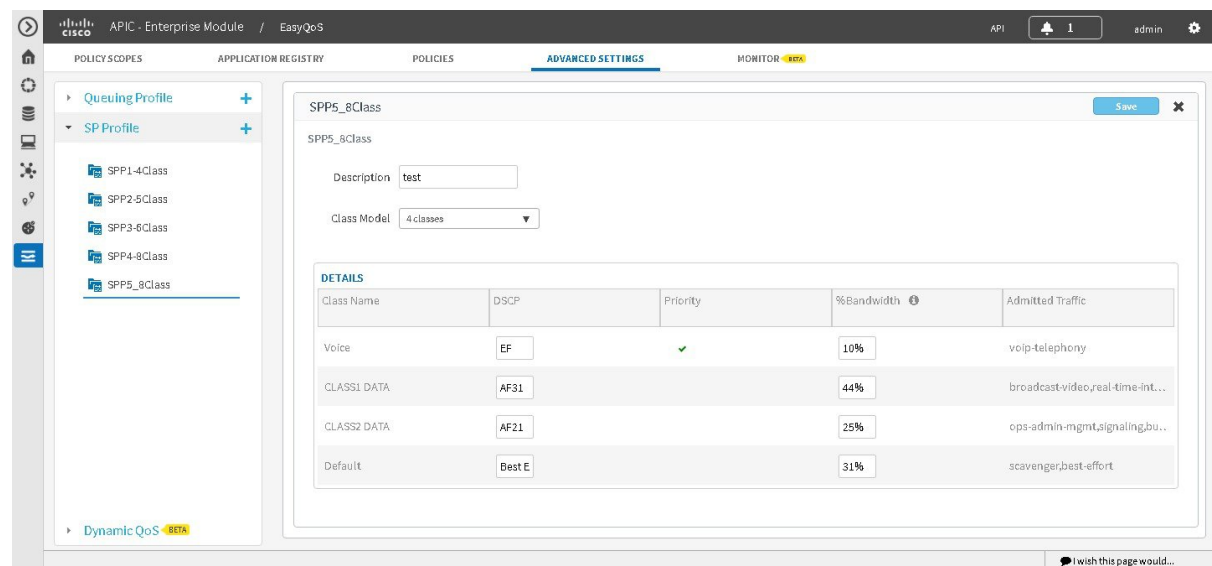 CISCO APIC - Enterprise Module / EasyQoS API 1 admin
POLICY SCOPES APPLICATION REGISTRY POLICIES ADVANCED SETTINGS MONITOR BETA
Queuing Profile +
SP Profile +
SPP1-4Class
SPP2-5Class
SPP3-6Class
SPP4-8Class
SPP5_8Class
Dynamic QoS BETA
SPP5_8Class Save
SPP5_8Class
Description test
Class Model 4 classes
DETAILS
Class Name DSCP Priority %Bandwidth Admitted Traffic
Voice EF ✔ 10% voip-telephony
CLASS1 DATA AF31 44% broadcast-video,real-time-int...
CLASS2 DATA AF21 25% ops-admin-mgmt,signaling,bu...
Default Best E 31% scavenger,best-effort
I wish this page would...